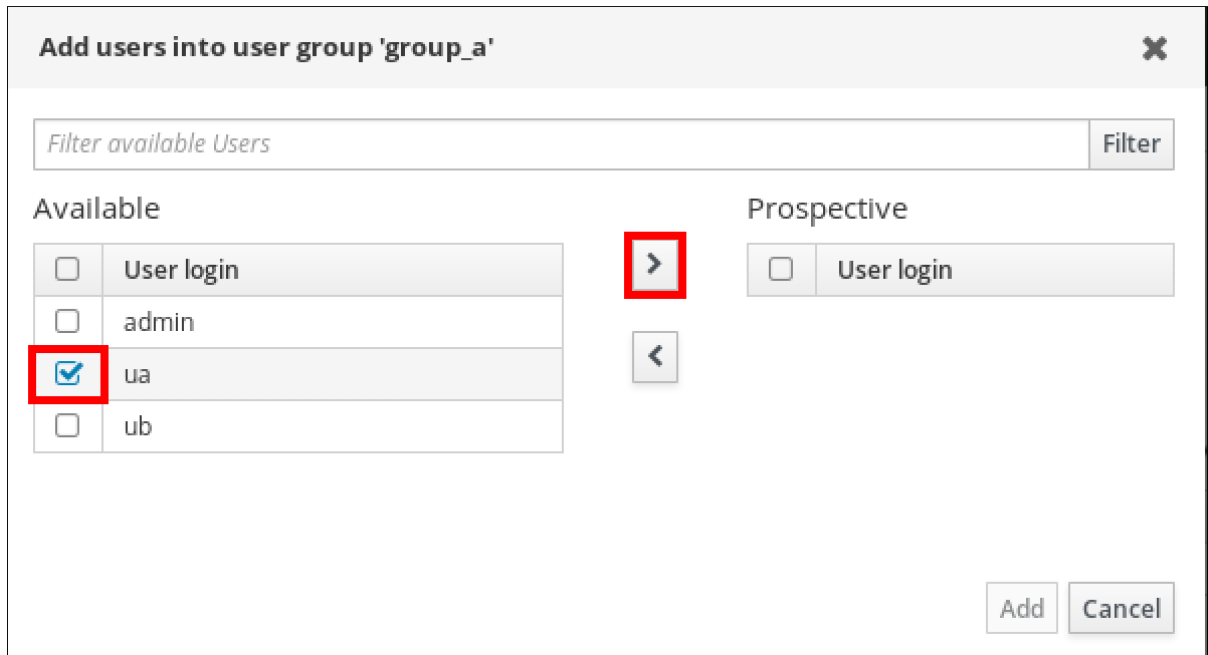 Add users into user group 'group_a'
Filter available Users
Filter
Available
Prospective
User login
User login
admin
ua
ub
Add
Cancel